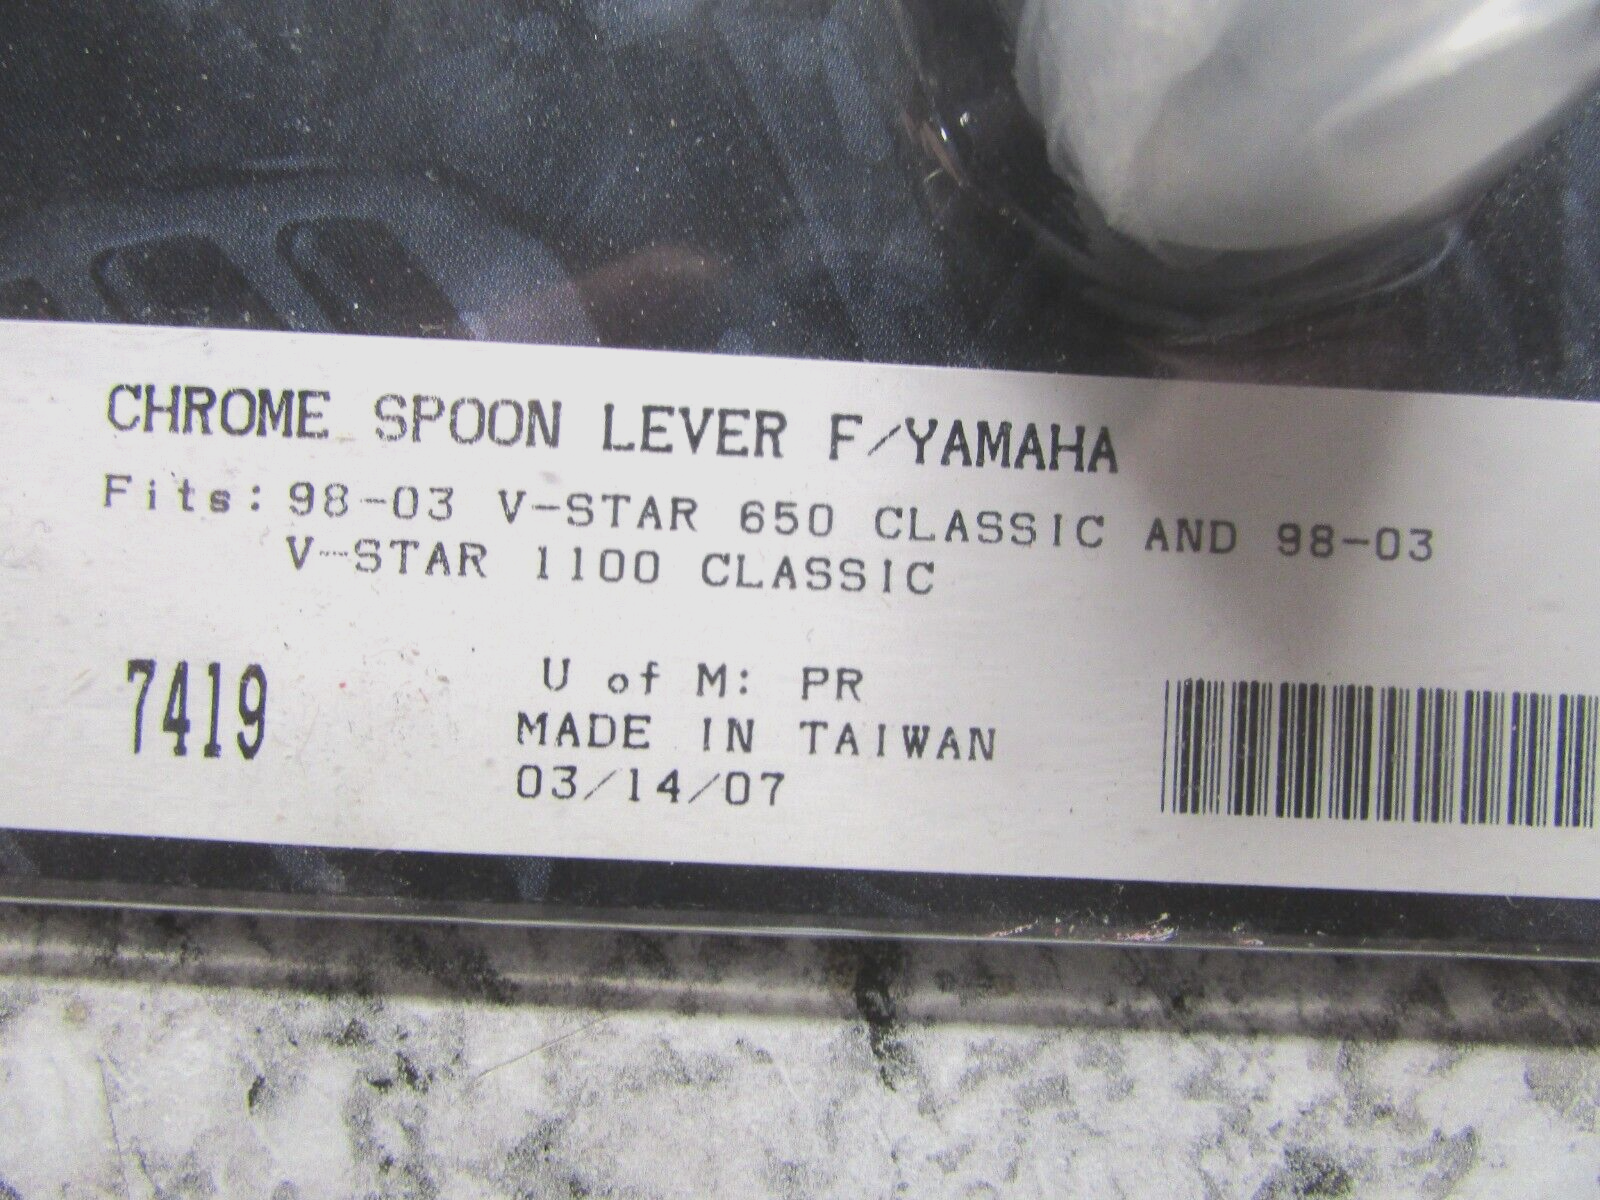 CHROME SPOON LEVER F/YAMAHA
Fits: 98-03 V-STAR 650 CLASSIC AND 98-03
V-STAR 1100 CLASSIC
7419
U of M: PR
MADE IN TAIWAN
03/14/07